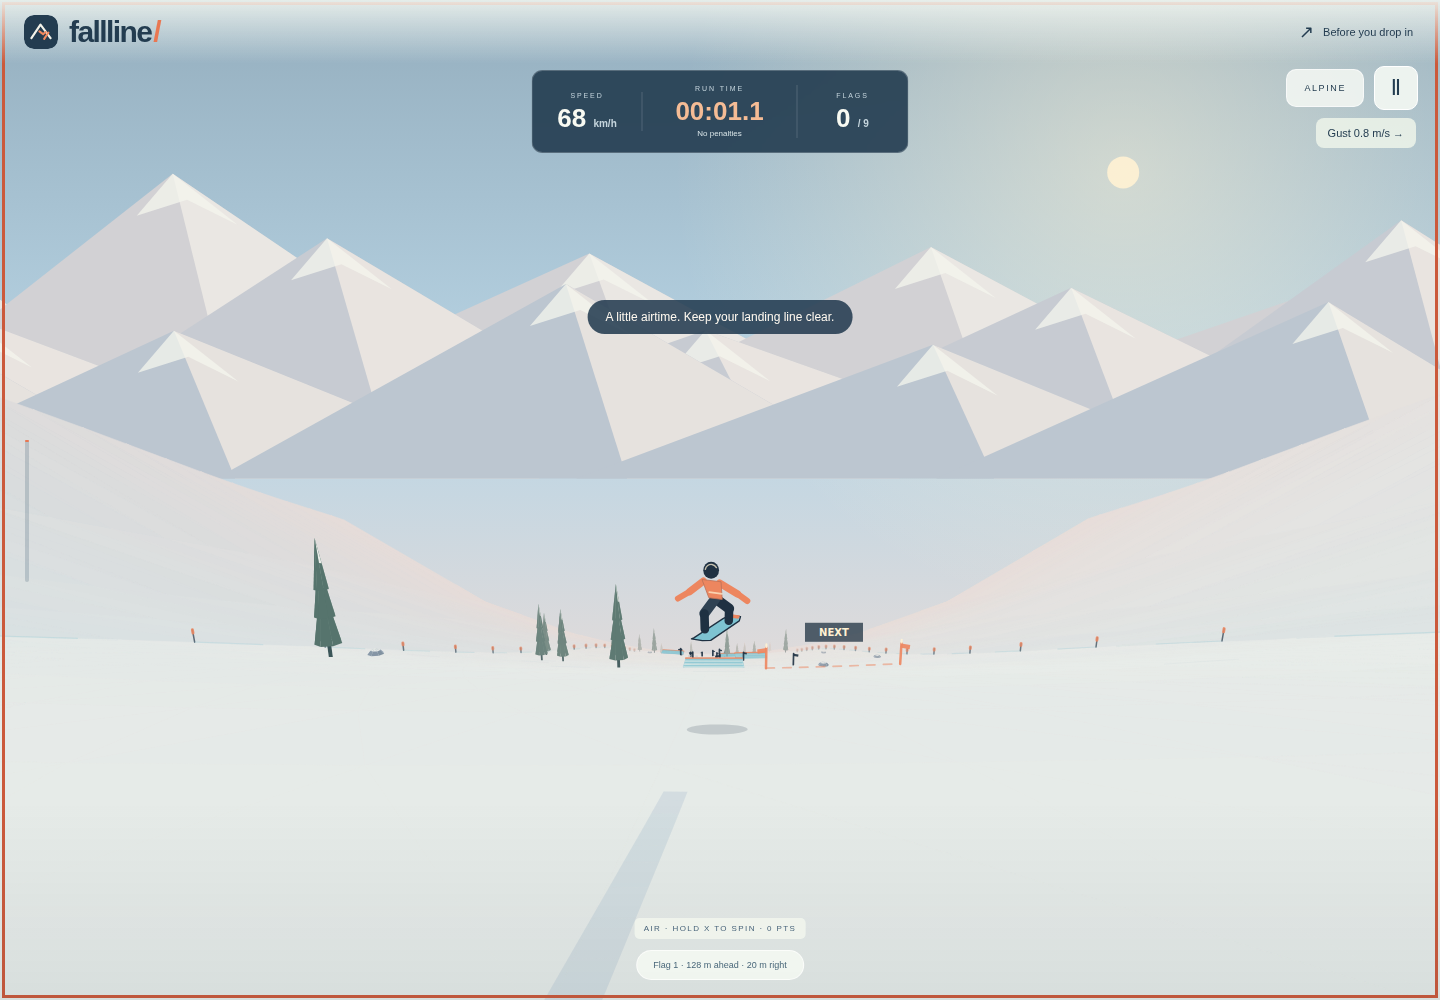 fallline/
↗ Before you drop in
SPEED
68 km/h
RUN TIME
00:01.1
No penalties
FLAGS
0 / 9
ALPINE
Gust 0.8 m/s →
A little airtime. Keep your landing line clear.
NEXT
AIR · HOLD X TO SPIN · 0 PTS
Flag 1 · 128 m ahead · 20 m right